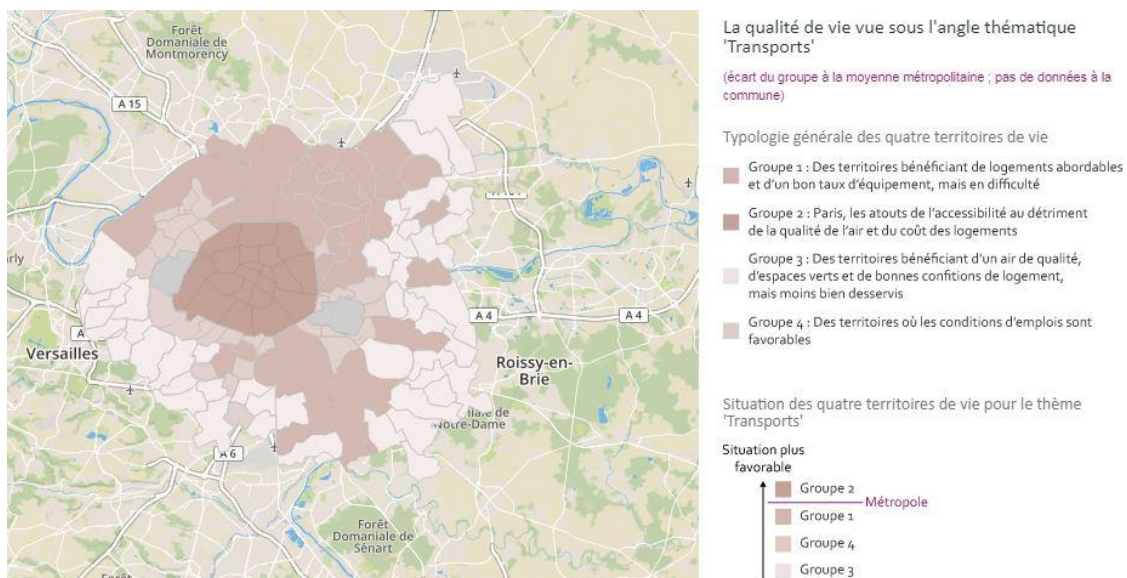 Forêt
Domaniale de
Montmorency
A 15
Versailles
A
A 4
A 4
Roissy-en-
Brie
Notre-Dame
A 6
Forêt
Domaniale de
Sénart
Forêt
La qualité de vie vue sous l'angle thématique
'Transports'
(écart du groupe à la moyenne métropolitaine ; pas de données à la
commune)
Typologie générale des quatre territoires de vie
Groupe 1 : Des territoires bénéficiant de logements abordables
et d'un bon taux d'équipement, mais en difficulté
Groupe 2 : Paris, les atouts de l'accessibilité au détriment
de la qualité de l'air et du coût des logements
Groupe 3 : Des territoires bénéficiant d'un air de qualité,
d'espaces verts et de bonnes confitions de logement,
mais moins bien desservis
Groupe 4 : Des territoires où les conditions d'emplois sont
favorables
Situation des quatre territoires de vie pour le thème
'Transports'
Situation plus
favorable
Groupe 2
Métropole
Groupe 1
Groupe 4
Groupe 3